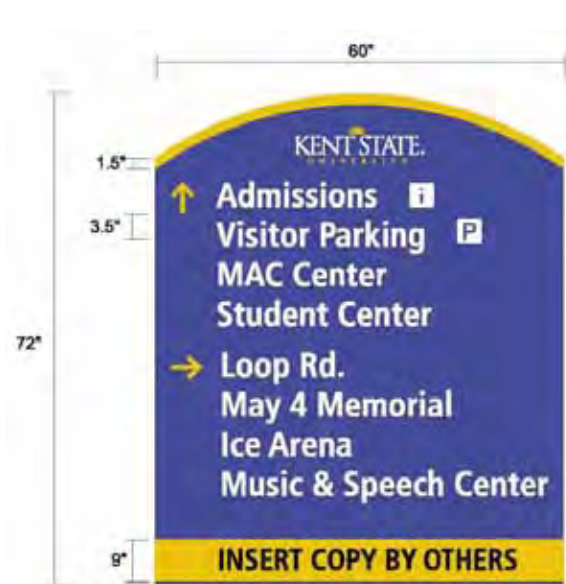 60"
KENT STATE.
UNIVERSITY
1.5"
↑ Admissions i
3.5"
Visitor Parking P
MAC Center
Student Center
72"
→ Loop Rd.
May 4 Memorial
Ice Arena
Music & Speech Center
9"
INSERT COPY BY OTHERS